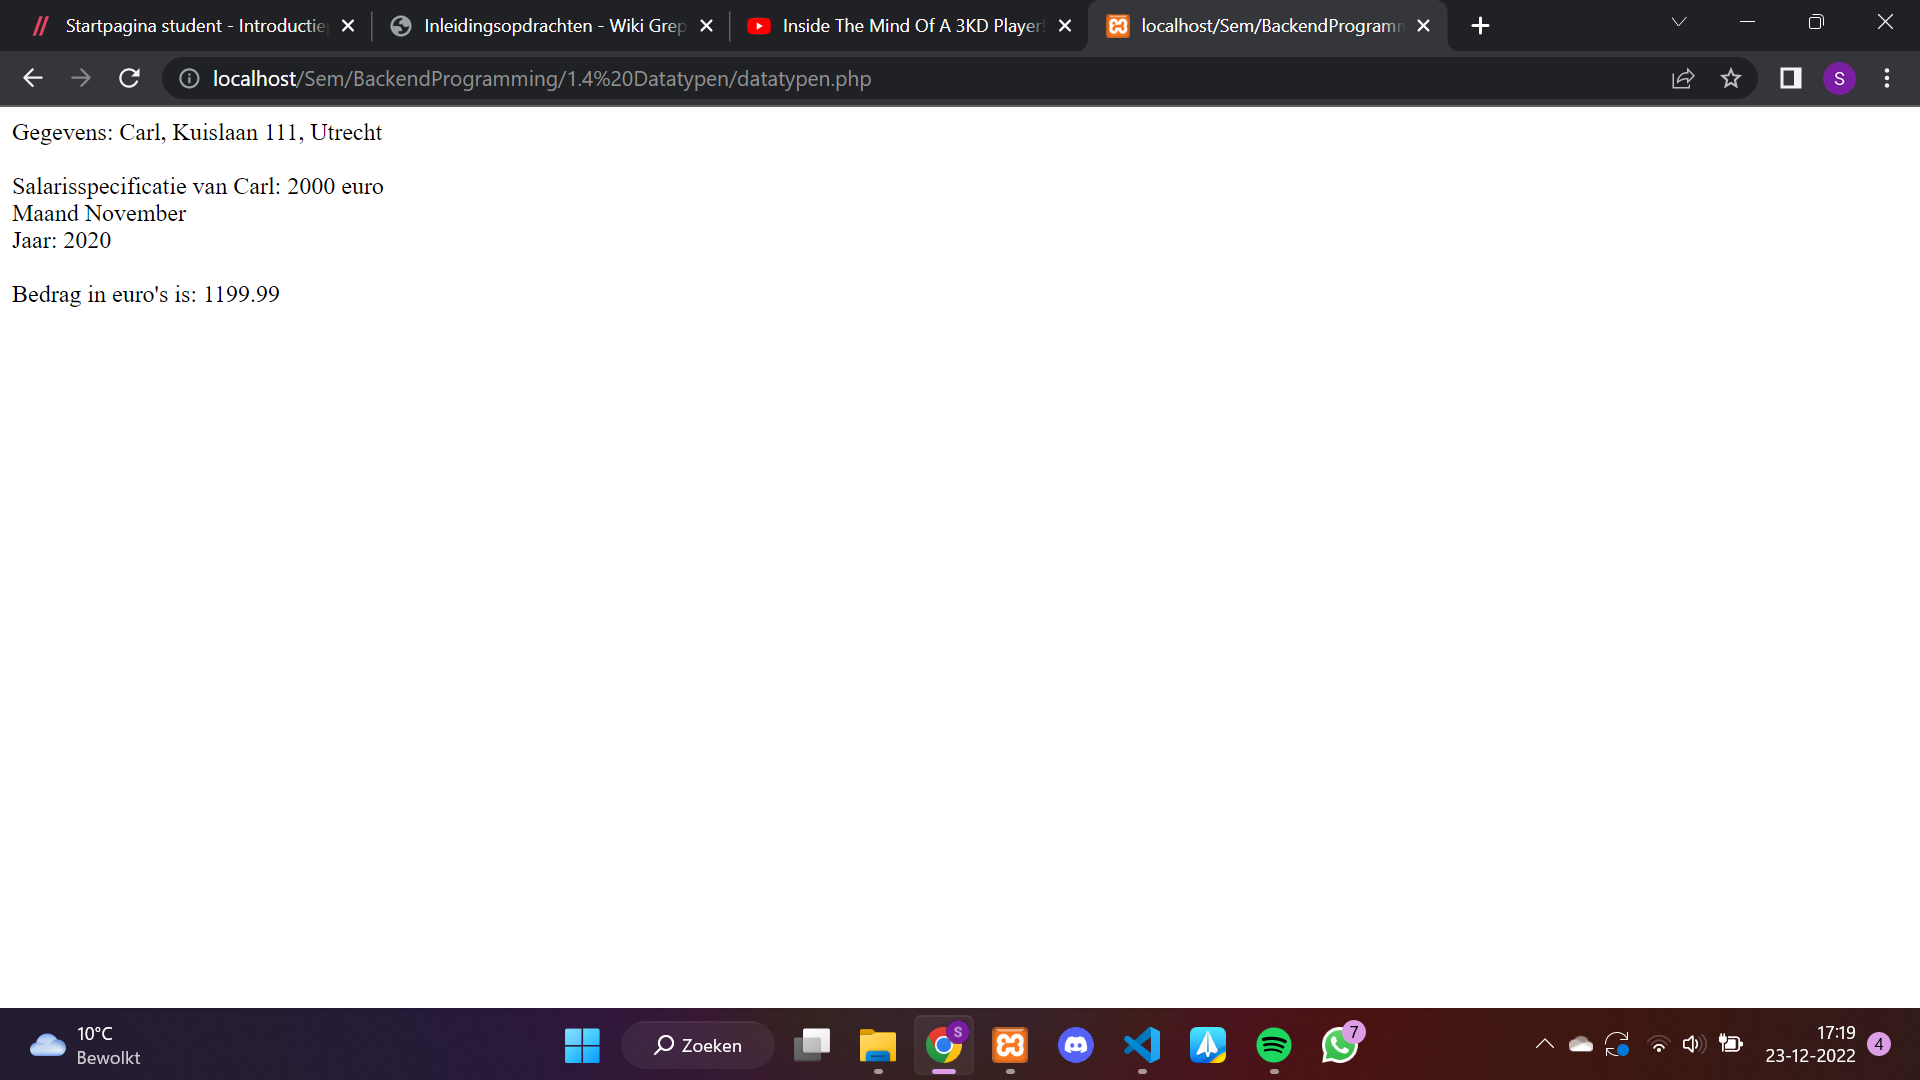 Startpagina student - Introductie
Inleidingsopdrachten - Wiki Grep
Inside The Mind Of A 3KD Player
localhost/Sem/BackendProgramm
localhost/Sem/BackendProgramming/1.4%20Datatypen/datatypen.php
S
Gegevens: Carl, Kuislaan 111, Utrecht
Salarisspecificatie van Carl: 2000 euro
Maand November
Jaar: 2020
Bedrag in euro's is: 1199.99
10°C
Bewolkt
Zoeken
S
7
17:19
23-12-2022
4